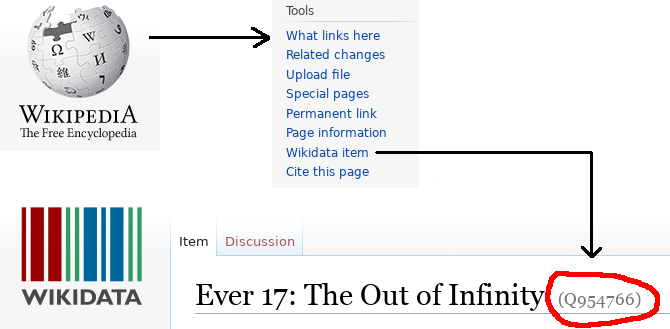 Tools
What links here
Related changes
Upload file
Special pages
Permanent link
Page information
Wikidata item
Cite this page
Ω W
維 И
WIKIPEDIA
The Free Encyclopedia
WIKIDATA
Item Discussion
Ever 17: The Out of Infinity (Q954766)